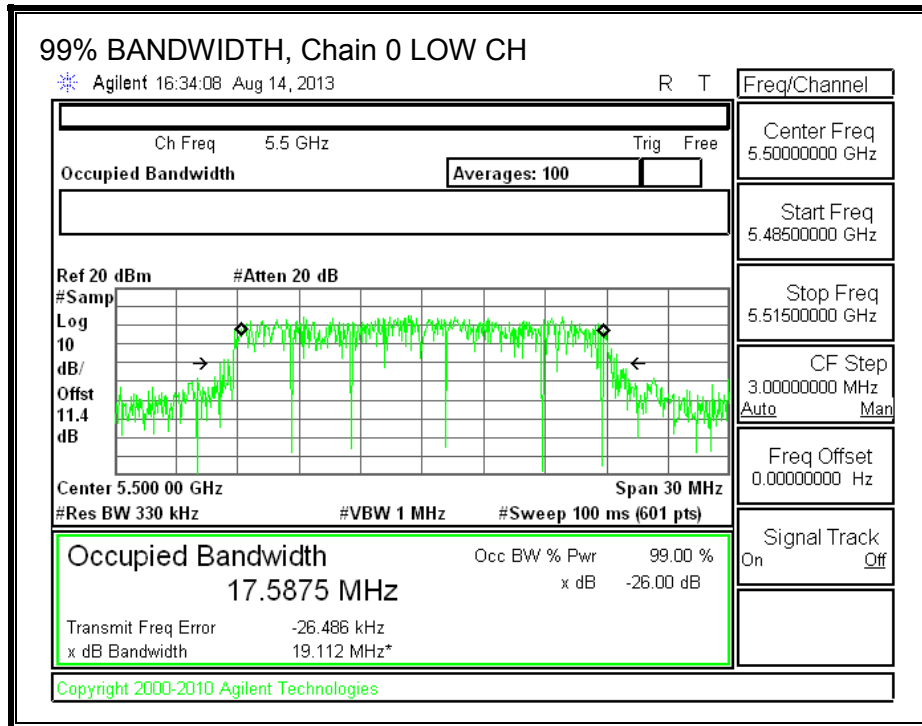 99% BANDWIDTH, Chain 0 LOW CH
Agilent 16:34:08 Aug 14, 2013 R T
Freq/Channel
Ch Freq 5.5 GHz Trig Free
Occupied Bandwidth Averages: 100
Center Freq
5.50000000 GHz
Start Freq
5.48500000 GHz
Stop Freq
5.51500000 GHz
CF Step
3.00000000 MHz
Auto Man
Freq Offset
0.00000000 Hz
Signal Track
On Off
Ref 20 dBm #Atten 20 dB
#Samp
Log
10
dB/
Offst
11.4
dB
Center 5.500 00 GHz Span 30 MHz
#Res BW 330 kHz #VBW 1 MHz #Sweep 100 ms (601 pts)
Occupied Bandwidth Occ BW % Pwr 99.00 %
17.5875 MHz x dB -26.00 dB
Transmit Freq Error -26.486 kHz
x dB Bandwidth 19.112 MHz*
Copyright 2000-2010 Agilent Technologies